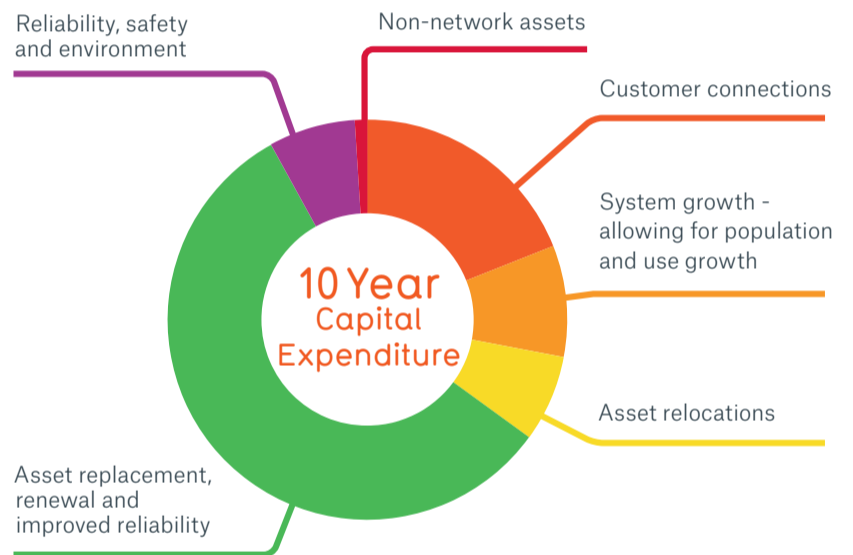 Reliability, safety
and environment
Non-network assets
Customer connections
System growth -
allowing for population
and use growth
10 Year
Capital
Expenditure
Asset relocations
Asset replacement,
renewal and
improved reliability